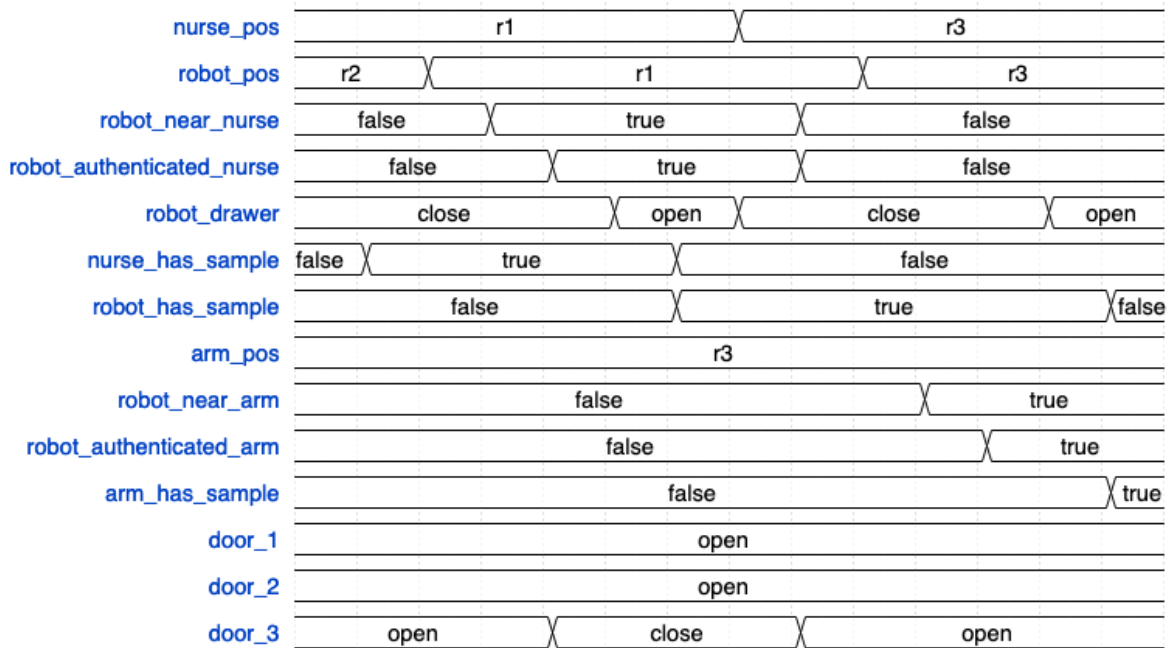 nurse_pos r1 r3
robot_pos r2 r1 r3
robot_near_nurse false true false
robot_authenticated_nurse false true false
robot_drawer close open close open
nurse_has_sample false true false
robot_has_sample false true false
arm_pos r3
robot_near_arm false true
robot_authenticated_arm false true
arm_has_sample false true
door_1 open
door_2 open
door_3 open close open